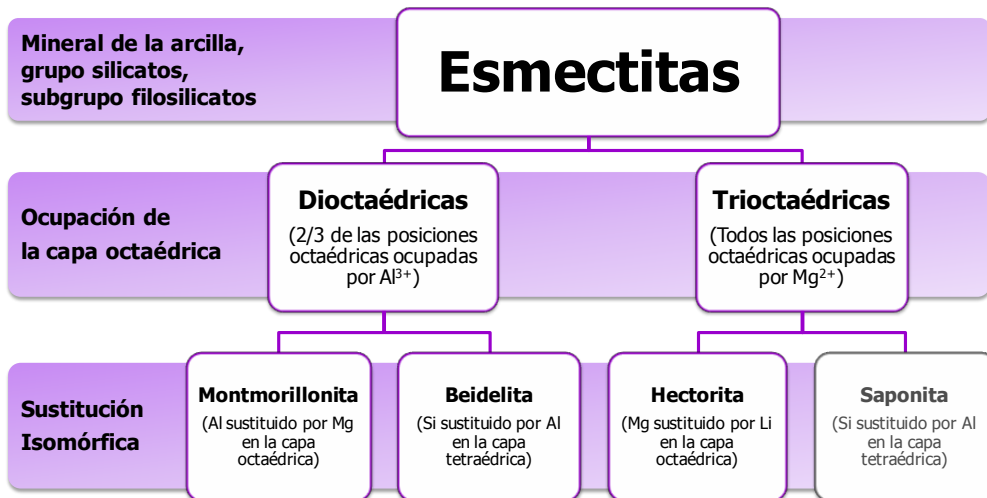 Mineral de la arcilla,
grupo silicatos,
subgrupo filosilicatos
Esmectitas
Ocupación de
la capa octaédrica
Dioctaédricas
(2/3 de las posiciones
octaédricas ocupadas
por Al³⁺)
Trioctaédricas
(Todos las posiciones
octaédricas ocupadas
por Mg²⁺)
Sustitución
Isomórfica
Montmorillonita
(Al sustituido por Mg
en la capa
octaédrica)
Beidelita
(Si sustituido por Al
en la capa
tetraédrica)
Hectorita
(Mg sustituido por Li
en la capa
octaédrica)
Saponita
(Si sustituido por Al
en la capa
tetraédrica)